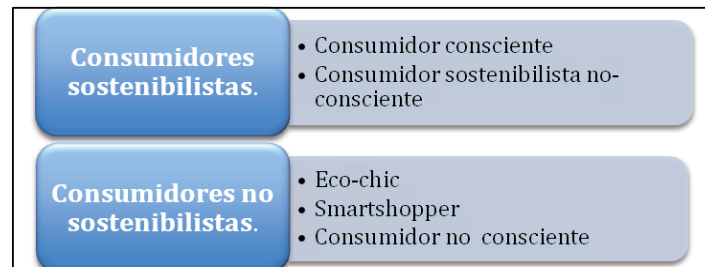 Consumidores
sostenibilistas.
• Consumidor consciente
• Consumidor sostenibilista no-
consciente
Consumidores no
sostenibilistas.
• Eco-chic
• Smartshopper
• Consumidor no consciente